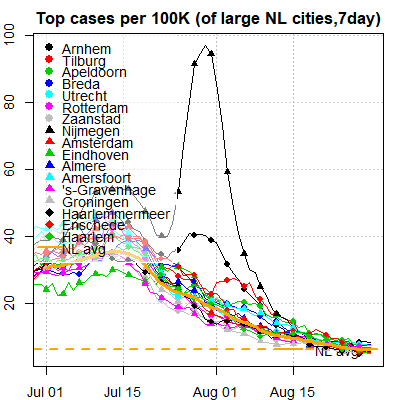 Top cases per 100K (of large NL cities,7day)
100
80
60
40
20
Arnhem
Tilburg
Apeldoorn
Breda
Utrecht
Rotterdam
Zaanstad
Nijmegen
Amsterdam
Eindhoven
Almere
Amersfoort
's-Gravenhage
Groningen
Haarlemmermeer
Enschede
Haarlem
NL avg
NL avg
Jul 01
Jul 15
Aug 01
Aug 15